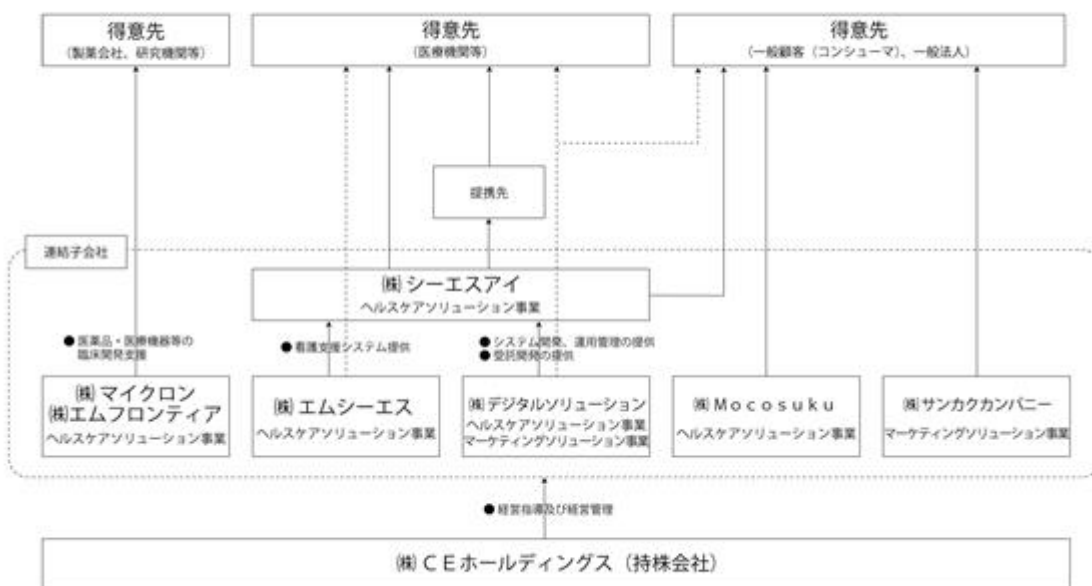 得意先
（製薬会社、研究機関等）
得意先
（医療機関等）
得意先
（一般顧客（コンシューマ）、一般法人）
提携先
連結子会社
㈱シーエスアイ
ヘルスケアソリューション事業
●医薬品・医療機器等の
臨床開発支援
●看護支援システム提供
●システム開発、運用管理の提供
●受託開発の提供
㈱マイクロン
㈱エムフロンティア
ヘルスケアソリューション事業
㈱エムシーエス
ヘルスケアソリューション事業
㈱デジタルソリューション
ヘルスケアソリューション事業
マーケティングソリューション事業
㈱Ｍｏｃｏｓｕｋｕ
ヘルスケアソリューション事業
㈱サンカクカンパニー
マーケティングソリューション事業
●経営指導及び経営管理
㈱ＣＥホールディングス（持株会社）